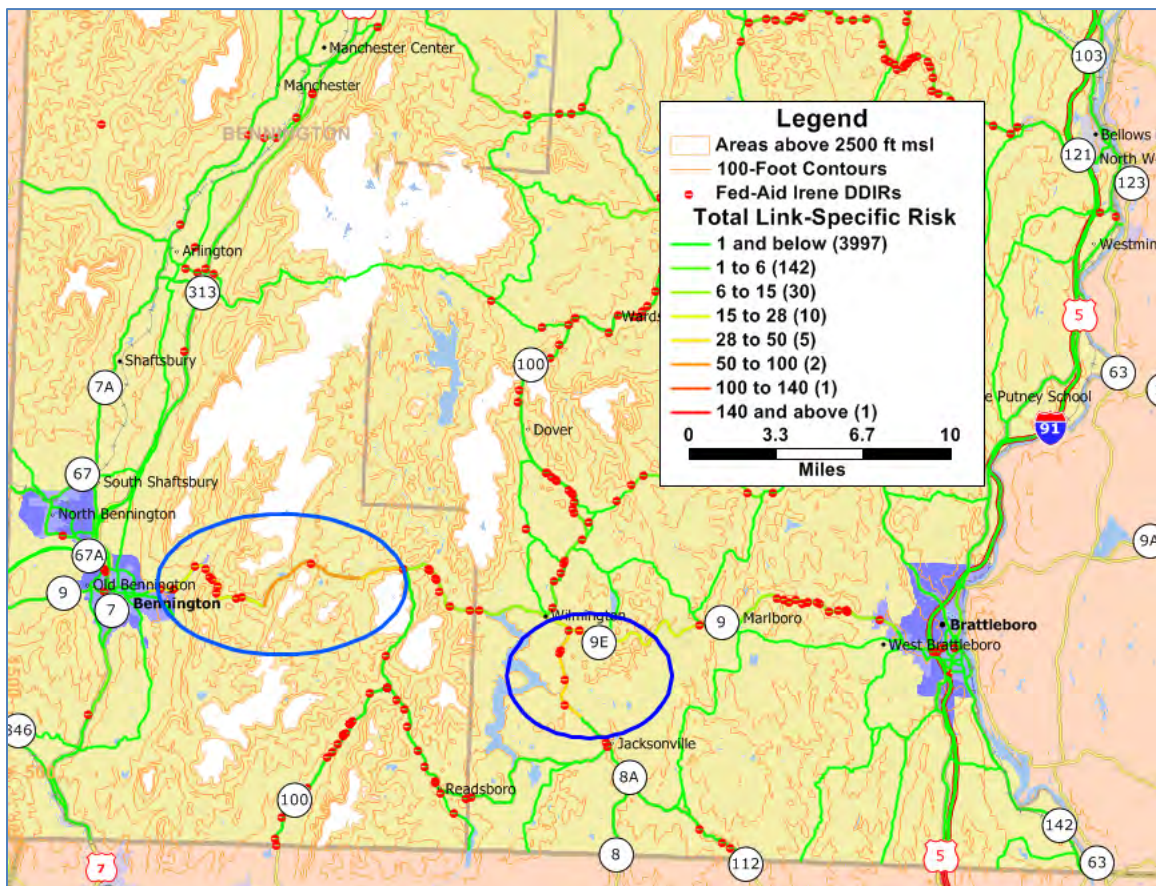 Manchester Center
103
Manchester
BENNINGTON
Legend
Areas above 2500 ft msl
100-Foot Contours
Fed-Aid Irene DDIRs
Total Link-Specific Risk
1 and below (3997)
1 to 6 (142)
6 to 15 (30)
15 to 28 (10)
28 to 50 (5)
50 to 100 (2)
100 to 140 (1)
140 and above (1)
0 3.3 6.7 10
Miles
Bellows
121
North We
123
Westmin
Arlington
313
Wards
5
Shaftsbury
7A
100
63
e Putney School
91
Dover
67
South Shaftsbury
North Bennington
9A
67A
Old Bennington
9
7
Bennington
Wilmington
9E
9
Marlboro
Brattleboro
West Brattleboro
346
500
Jacksonville
8A
100
Readsboro
142
7
8
112
5
63